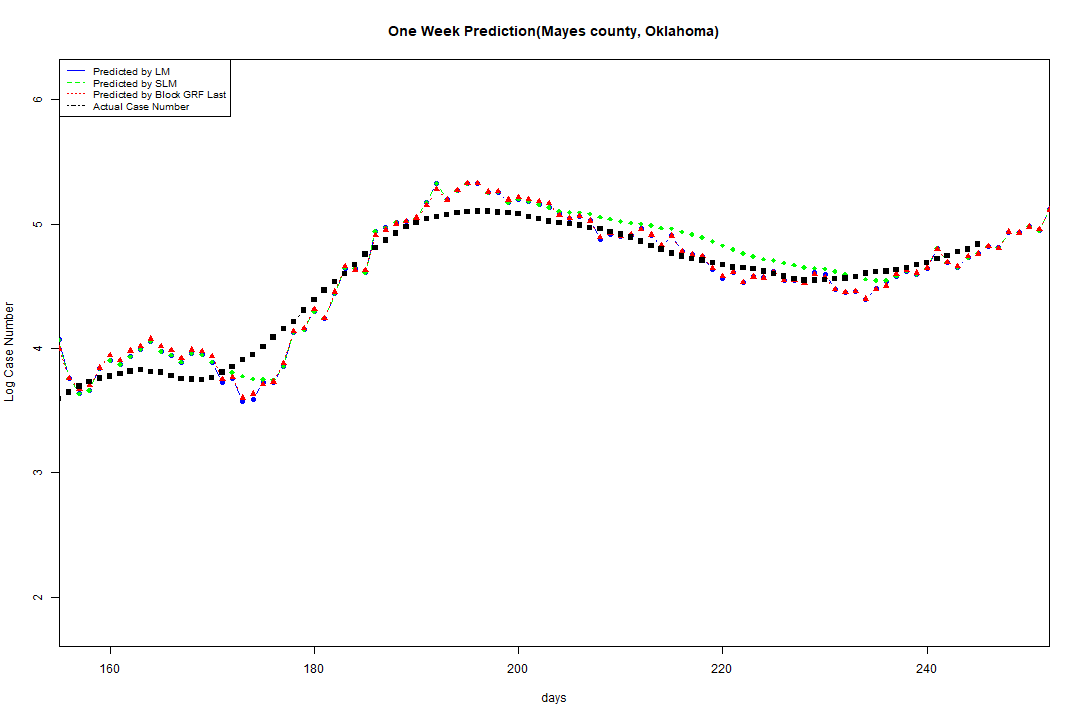 One Week Prediction(Mayes county, Oklahoma)
Predicted by LM
Predicted by SLM
Predicted by Block GRF Last
Actual Case Number
6
5
4
3
2
Log Case Number
160 180 200 220 240
days